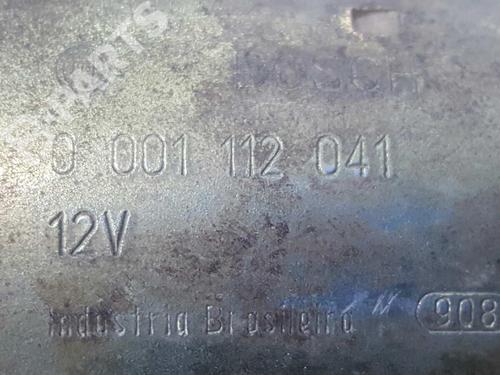 BOSCH
0 001 112 041
12V
Industria Brasileira
908